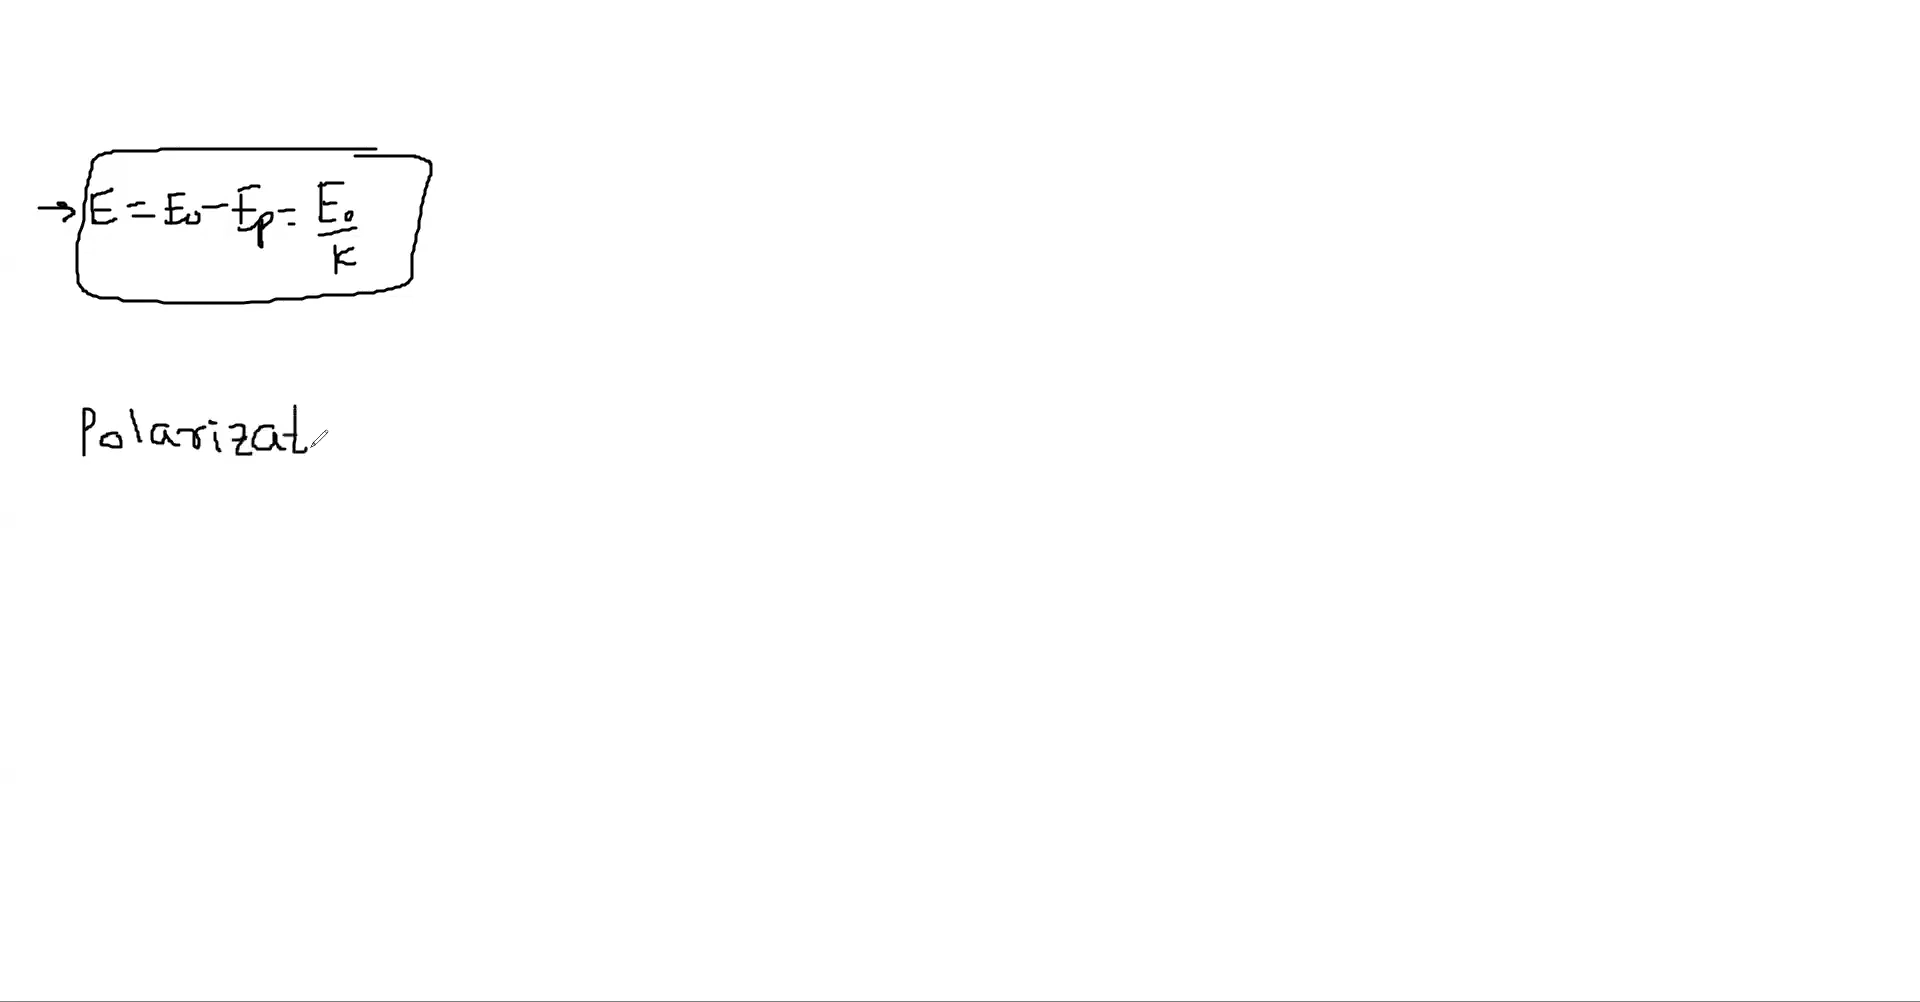 → E = E₀ - Ep = E₀/K
Polarizat